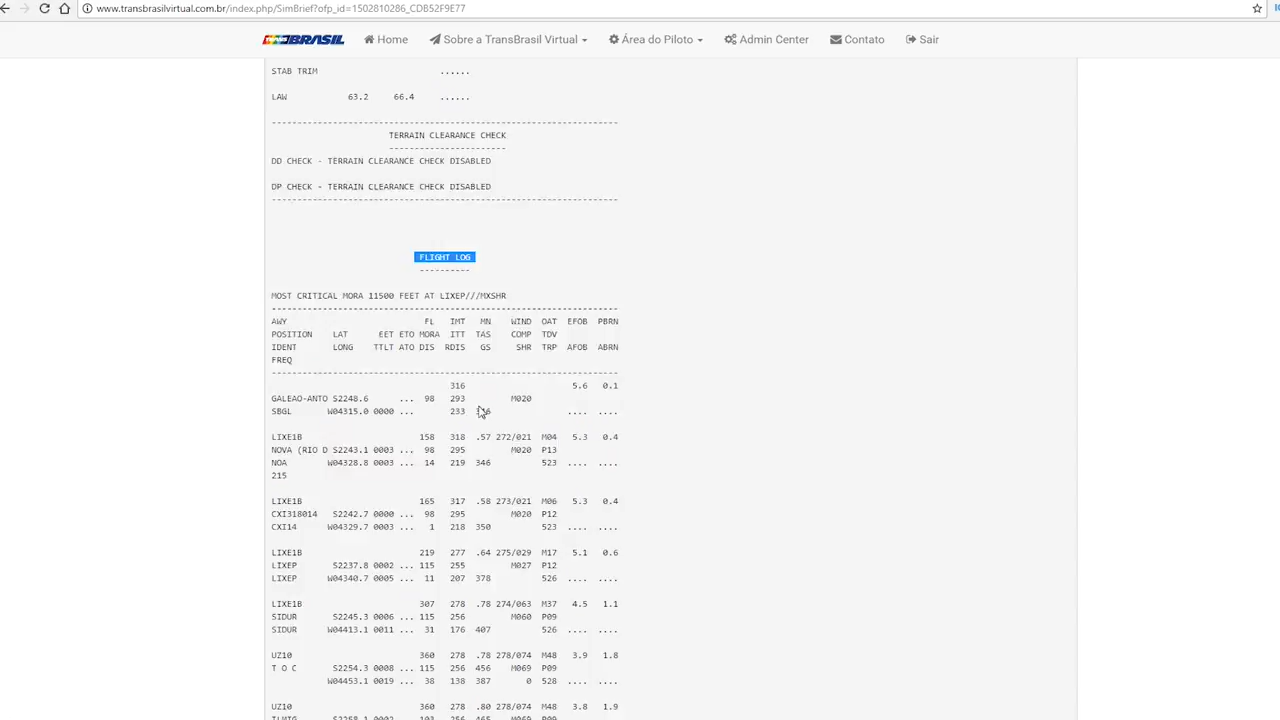 www.transbrasilvirtual.com.br/index.php/SimBrief?ofp_id=1502810286_CDB52F9E77
BRASIL Home Sobre a TransBrasil Virtual Área do Piloto Admin Center Contato Sair
STAB TRIM ......
LAW 63.2 66.4 ......
--------------------------------------------------------------
TERRAIN CLEARANCE CHECK
---------------------
DD CHECK - TERRAIN CLEARANCE CHECK DISABLED
DP CHECK - TERRAIN CLEARANCE CHECK DISABLED
--------------------------------------------------------------
FLIGHT LOG
----------
MOST CRITICAL MORA 11500 FEET AT LIXEP///MXSHR
--------------------------------------------------------------
AWY FL IMT MN WIND OAT EFOB PBRN
POSITION LAT EET ETO MORA ITT TAS COMP TDV
IDENT LONG TTLT ATO DIS RDIS GS SHR TRP AFOB ABRN
FREQ
--------------------------------------------------------------
316 5.6 0.1
GALEAO-ANTO S2248.6 ... 98 293 M020
SBGL W04315.0 0000 ... 233 .... ....
LIXE1B 158 318 .57 272/021 M04 5.3 0.4
NOVA (RIO D S2243.1 0003 ... 98 295 M020 P13
NOA W04328.8 0003 ... 14 219 346 523 .... ....
215
LIXE1B 165 317 .58 273/021 M06 5.3 0.4
CXI318014 S2242.7 0000 ... 98 295 M020 P12
CXI14 W04329.7 0003 ... 1 218 350 523 .... ....
LIXE1B 219 277 .64 275/029 M17 5.1 0.6
LIXEP S2237.8 0002 ... 115 255 M027 P12
LIXEP W04340.7 0005 ... 11 207 378 526 .... ....
LIXE1B 307 278 .78 274/063 M37 4.5 1.1
SIDUR S2245.3 0006 ... 115 256 M060 P09
SIDUR W04413.1 0011 ... 31 176 407 526 .... ....
UZ10 360 278 .78 278/074 M48 3.9 1.8
T O C S2254.3 0008 ... 115 256 456 M069 P09
W04453.1 0019 ... 38 138 387 0 528 .... ....
UZ10 360 278 .80 278/074 M48 3.8 1.9